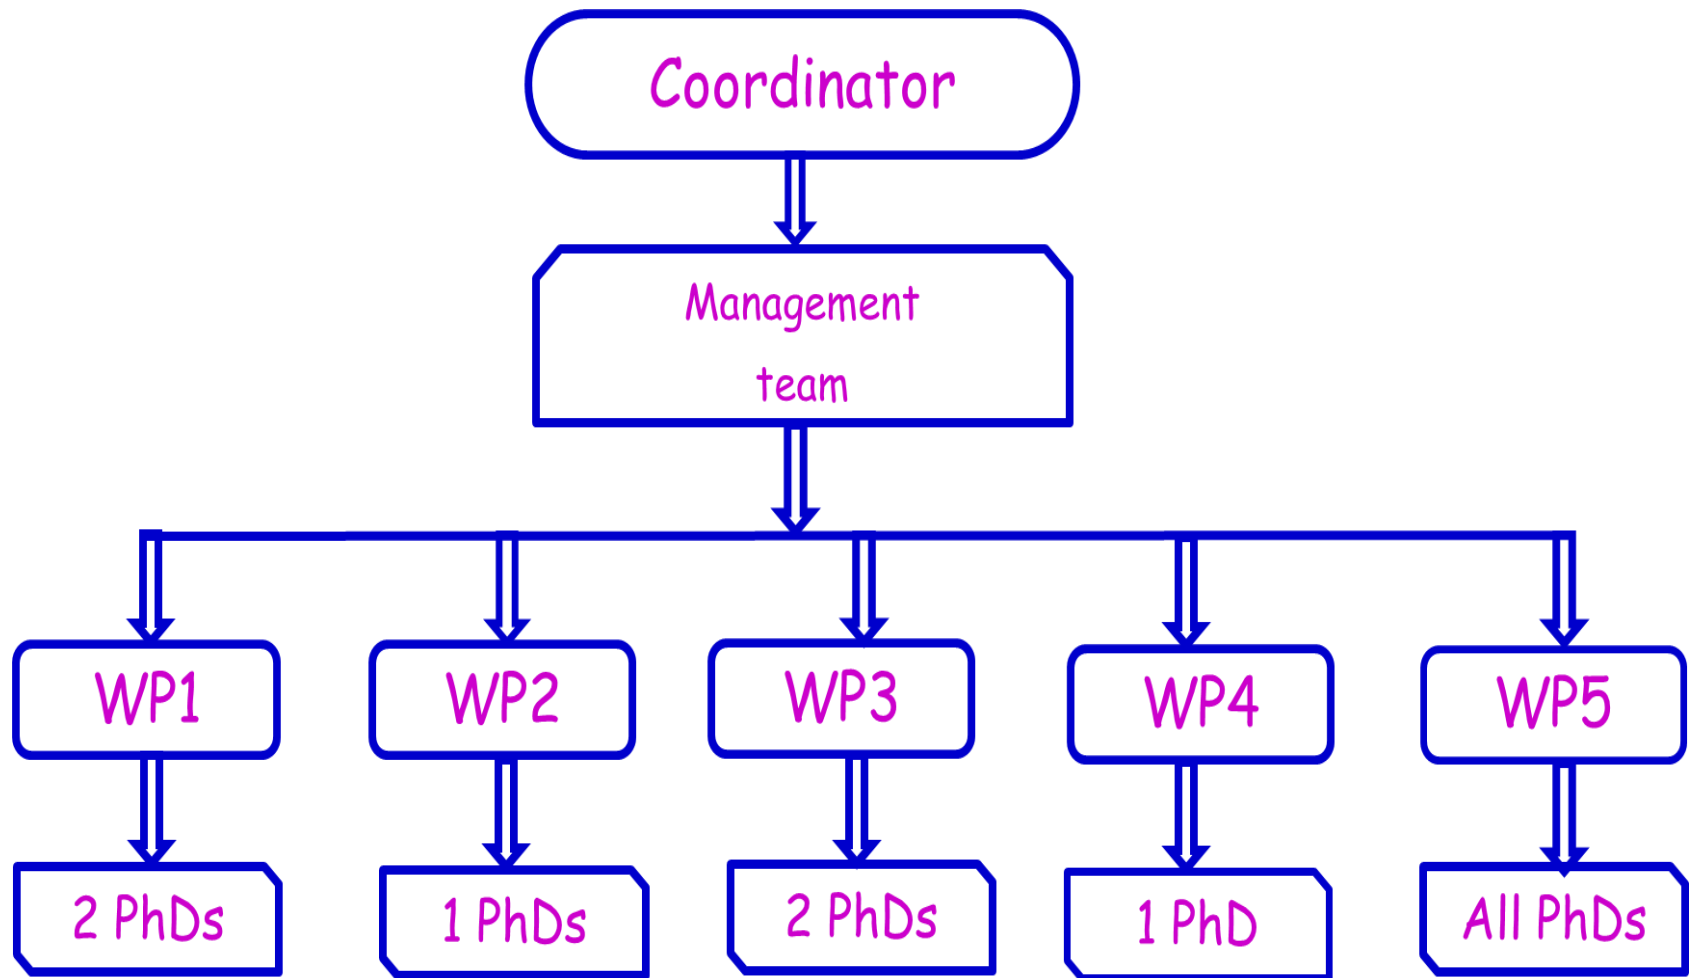 Coordinator
Management
team
WP1
WP2
WP3
WP4
WP5
2 PhDs
1 PhDs
2 PhDs
1 PhD
All PhDs